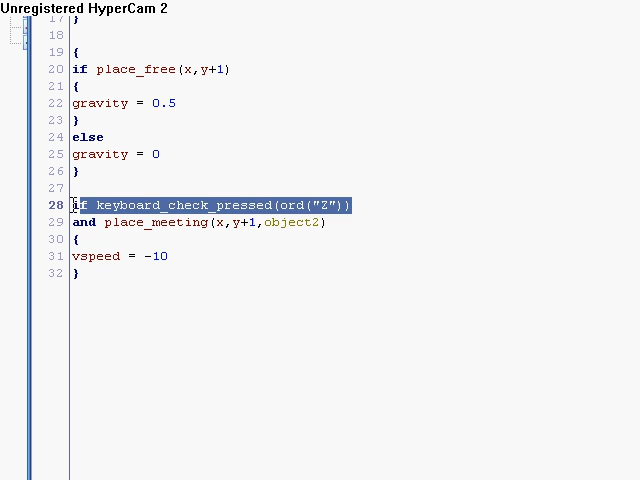 Unregistered HyperCam 2
17 }
18
19 {
20 if place_free(x,y+1)
21 {
22 gravity = 0.5
23 }
24 else
25 gravity = 0
26 }
27
28 if keyboard_check_pressed(ord("Z"))
29 and place_meeting(x,y+1,object2)
30 {
31 vspeed = -10
32 }